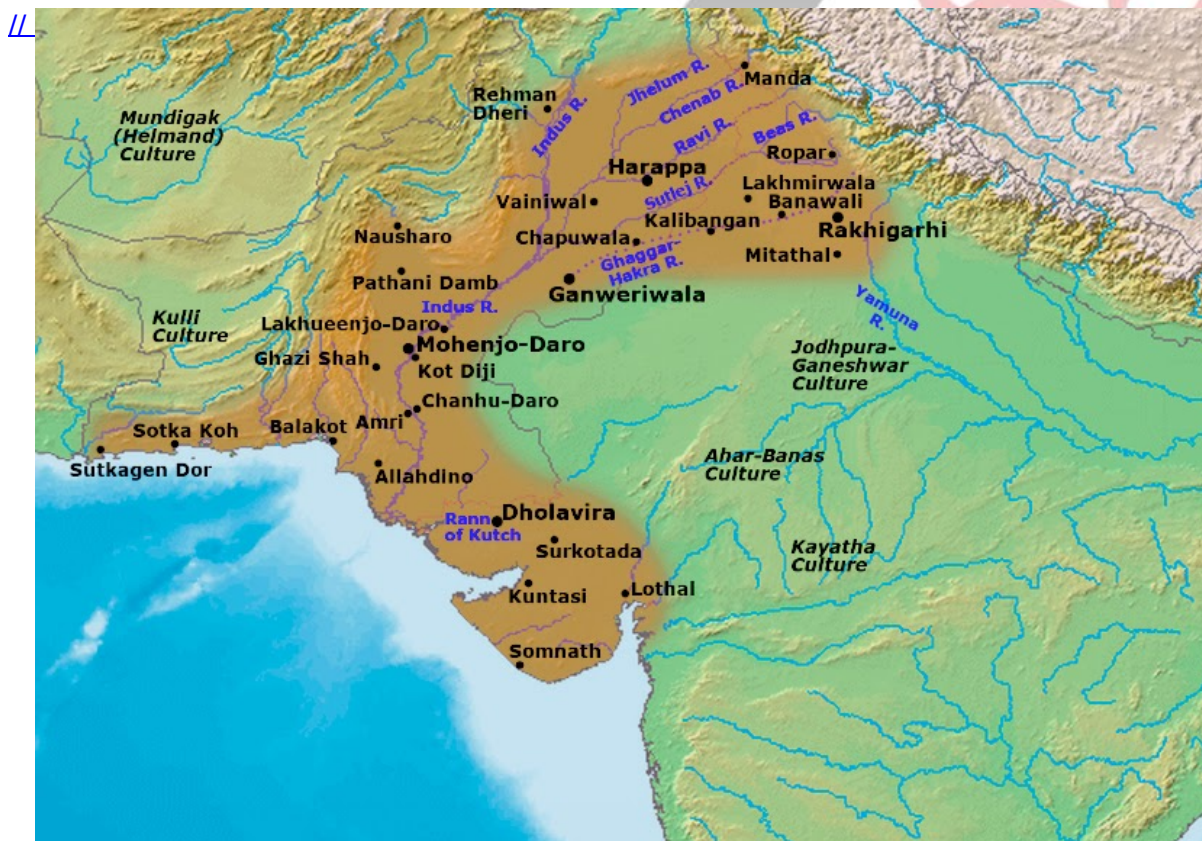 //
Manda
Jhelum R.
Rehman
Dheri
Indus R.
Chenab R.
Mundigak
(Helmand)
Culture
Ravi R.
Beas R.
Ropar
Harappa
Lakhmirwala
Sutlej R.
Vainiwal
Banawali
Kalibangan
Rakhigarhi
Nausharo
Chapuwala
Ghaggar-
Hakra R.
Mitathal
Pathani Damb
Ganweriwala
Indus R.
Yamuna
R.
Kulli
Culture
Lakhueenjo-Daro
Mohenjo-Daro
Jodhpura-
Ganeshwar
Culture
Ghazi Shah
Kot Diji
Chanhu-Daro
Amri
Balakot
Sotka Koh
Sutkagen Dor
Ahar-Banas
Culture
Allahdino
Dholavira
Rann
of Kutch
Surkotada
Kayatha
Culture
Kuntasi
Lothal
Somnath